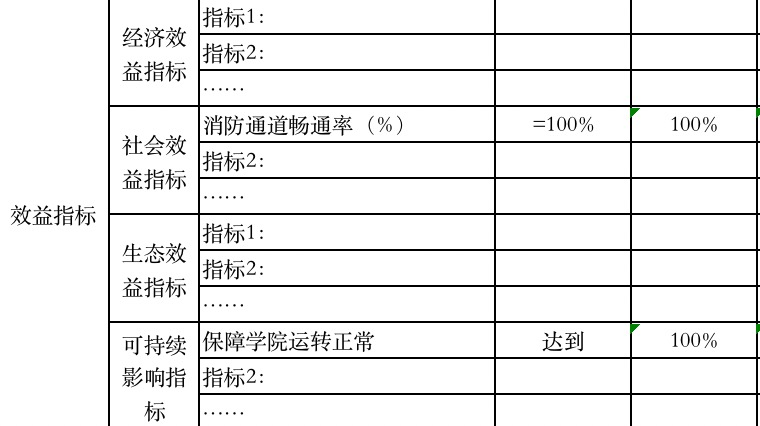 效益指标
经济效
益指标
指标1:
指标2:
……
社会效
益指标
消防通道畅通率（%） =100% 100%
指标2:
……
生态效
益指标
指标1:
指标2:
……
可持续
影响指
标
保障学院运转正常 达到 100%
指标2:
……